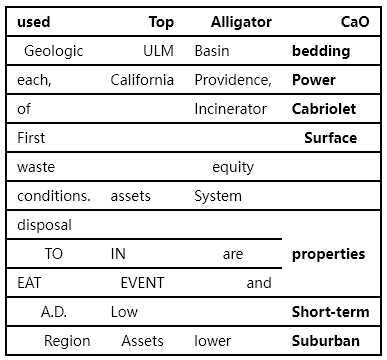 used Top Alligator CaO
Geologic ULM Basin bedding
each, California Providence, Power
of Incinerator Cabriolet
First Surface
waste equity
conditions. assets System
disposal
TO IN are properties
EAT EVENT and
A.D. Low Short-term
Region Assets lower Suburban